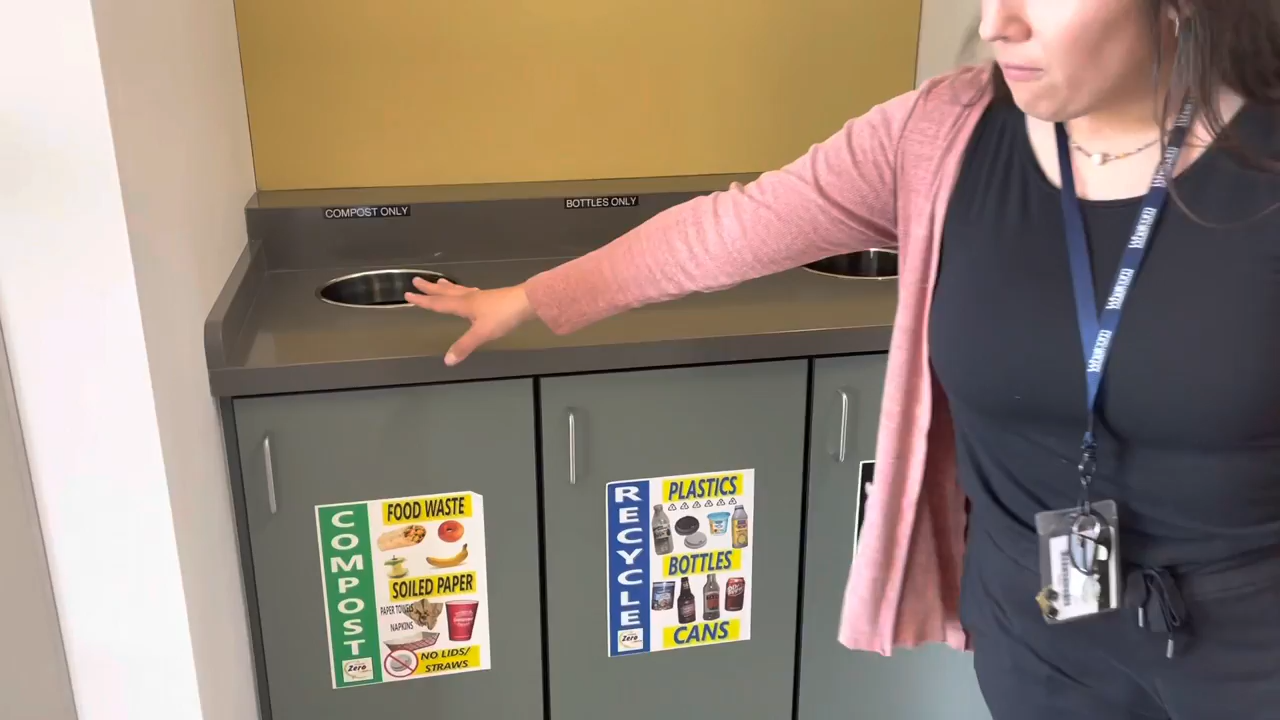 COMPOST ONLY
BOTTLES ONLY
COMPOST
FOOD WASTE
SOILED PAPER
PAPER TOWELS
NAPKINS
NO LIDS/
STRAWS
Zero
RECYCLE
PLASTICS
BOTTLES
CANS
Zero